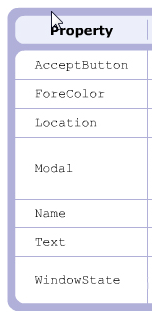 Property
AcceptButton
ForeColor
Location
Modal
Name
Text
WindowState